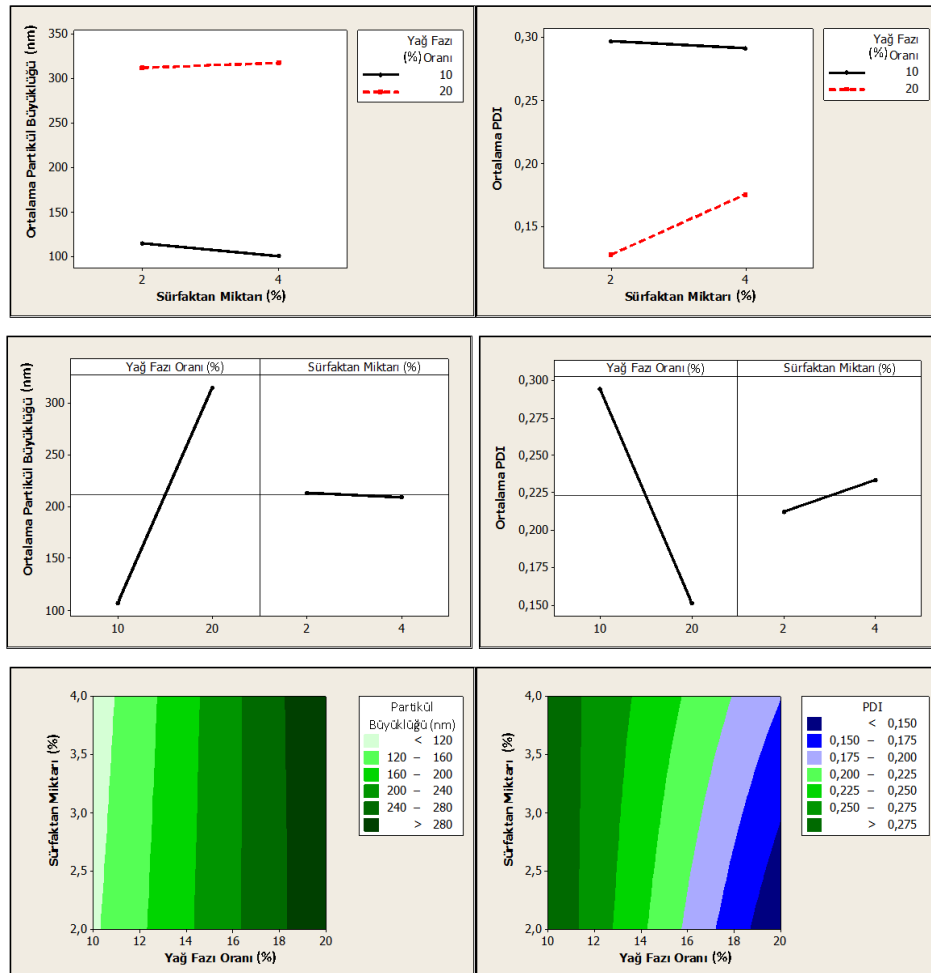 Ortalama Partikül Büyüklüğü (nm)
350
300
250
200
150
100
2
4
Sürfaktan Miktarı (%)
Yağ Fazı
(%) Oranı
10
20
Ortalama PDI
0,30
0,25
0,20
0,15
2
4
Sürfaktan Miktarı (%)
Yağ Fazı
(%) Oranı
10
20
Ortalama Partikül Büyüklüğü (nm)
Yağ Fazı Oranı (%)
Sürfaktan Miktarı (%)
300
250
200
150
100
10
20
2
4
Ortalama PDI
Yağ Fazı Oranı (%)
Sürfaktan Miktarı (%)
0,300
0,275
0,250
0,225
0,200
0,175
0,150
10
20
2
4
Sürfaktan Miktarı (%)
4,0
3,5
3,0
2,5
2,0
10
12
14
16
18
20
Yağ Fazı Oranı (%)
Partikül
Büyüklüğü (nm)
< 120
120 – 160
160 – 200
200 – 240
240 – 280
> 280
Sürfaktan Miktarı (%)
4,0
3,5
3,0
2,5
2,0
10
12
14
16
18
20
Yağ Fazı Oranı (%)
PDI
< 0,150
0,150 – 0,175
0,175 – 0,200
0,200 – 0,225
0,225 – 0,250
0,250 – 0,275
> 0,275